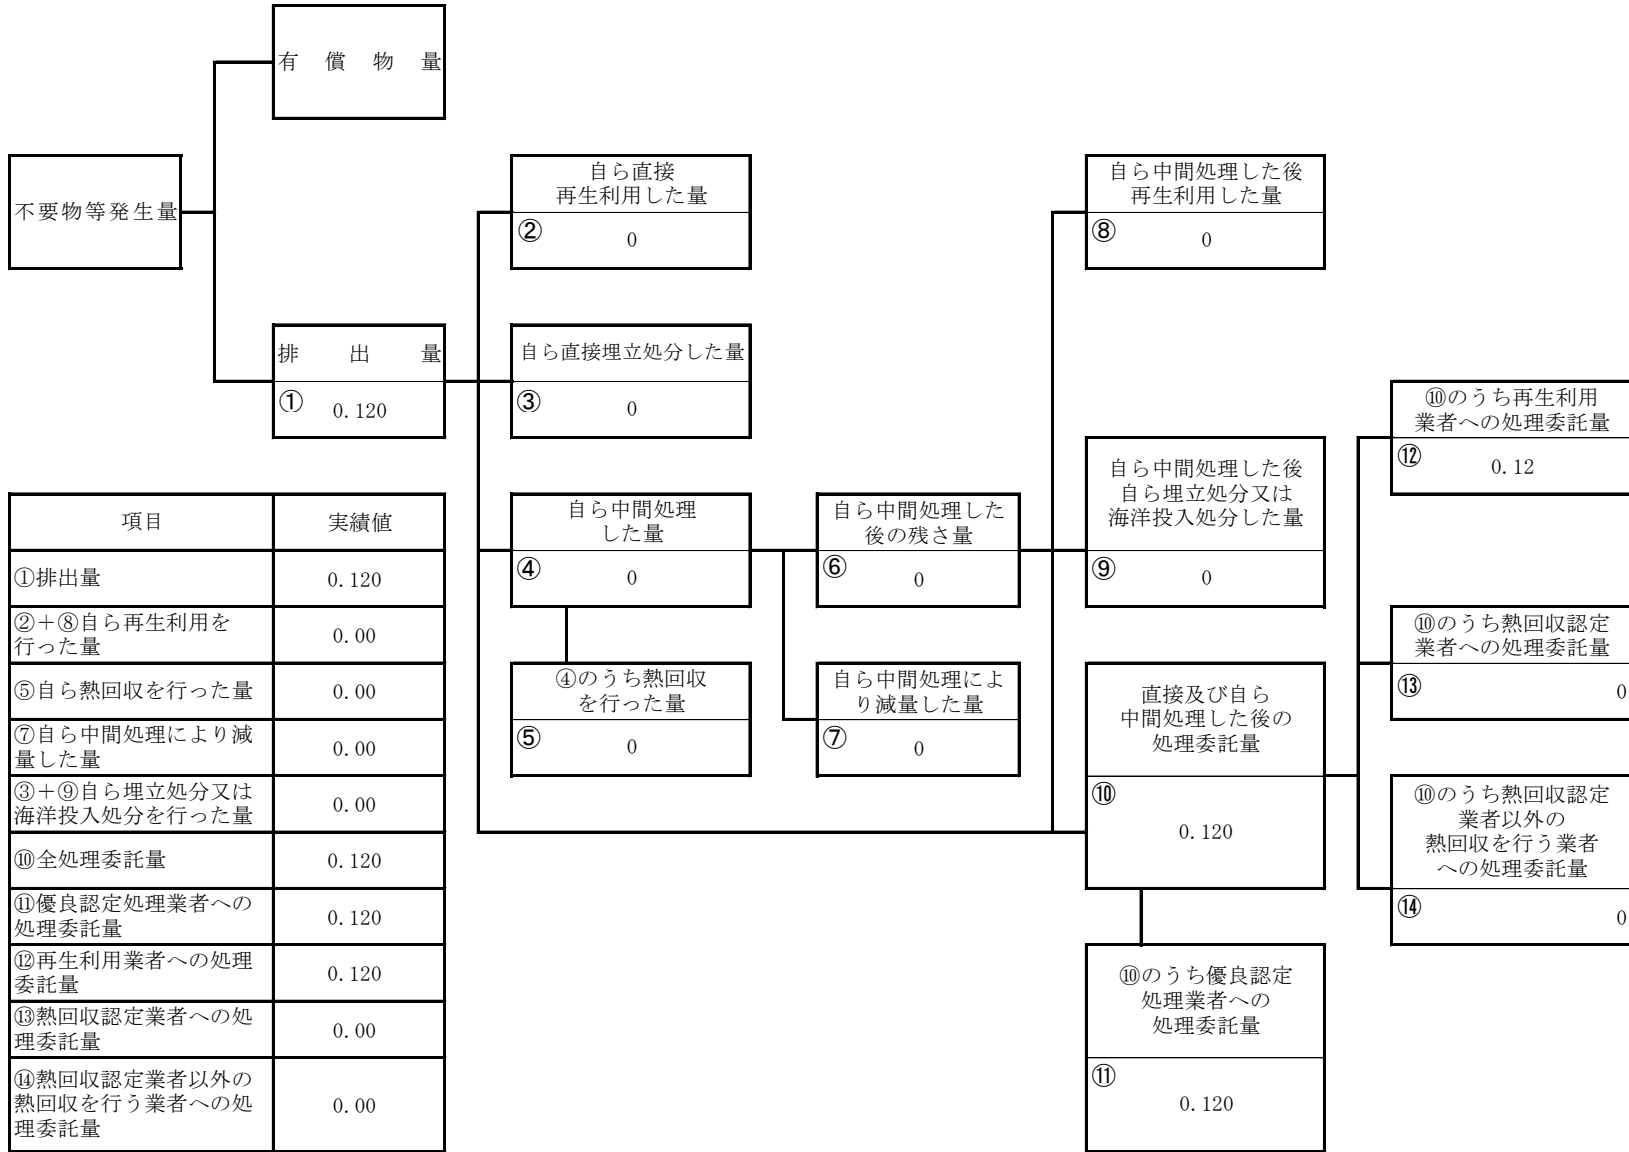 有償物量
不要物等発生量
排出量
① 0.120
自ら直接
再生利用した量
② 0
自ら直接埋立処分した量
③ 0
自ら中間処理
した量
④ 0
④のうち熱回収
を行った量
⑤ 0
自ら中間処理した
後の残さ量
⑥ 0
自ら中間処理によ
り減量した量
⑦ 0
自ら中間処理した後
再生利用した量
⑧ 0
自ら中間処理した後
自ら埋立処分又は
海洋投入処分した量
⑨ 0
直接及び自ら
中間処理した後の
処理委託量
⑩
0.120
⑩のうち優良認定
処理業者への
処理委託量
⑪
0.120
⑩のうち再生利用
業者への処理委託量
⑫ 0.12
⑩のうち熱回収認定
業者への処理委託量
⑬ 0
⑩のうち熱回収認定
業者以外の
熱回収を行う業者
への処理委託量
⑭ 0
項目 実績値
①排出量 0.120
②+⑧自ら再生利用を
行った量 0.00
⑤自ら熱回収を行った量 0.00
⑦自ら中間処理により減
量した量 0.00
③+⑨自ら埋立処分又は
海洋投入処分を行った量 0.00
⑩全処理委託量 0.120
⑪優良認定処理業者への
処理委託量 0.120
⑫再生利用業者への処理
委託量 0.120
⑬熱回収認定業者への処
理委託量 0.00
⑭熱回収認定業者以外の
熱回収を行う業者への処
理委託量 0.00